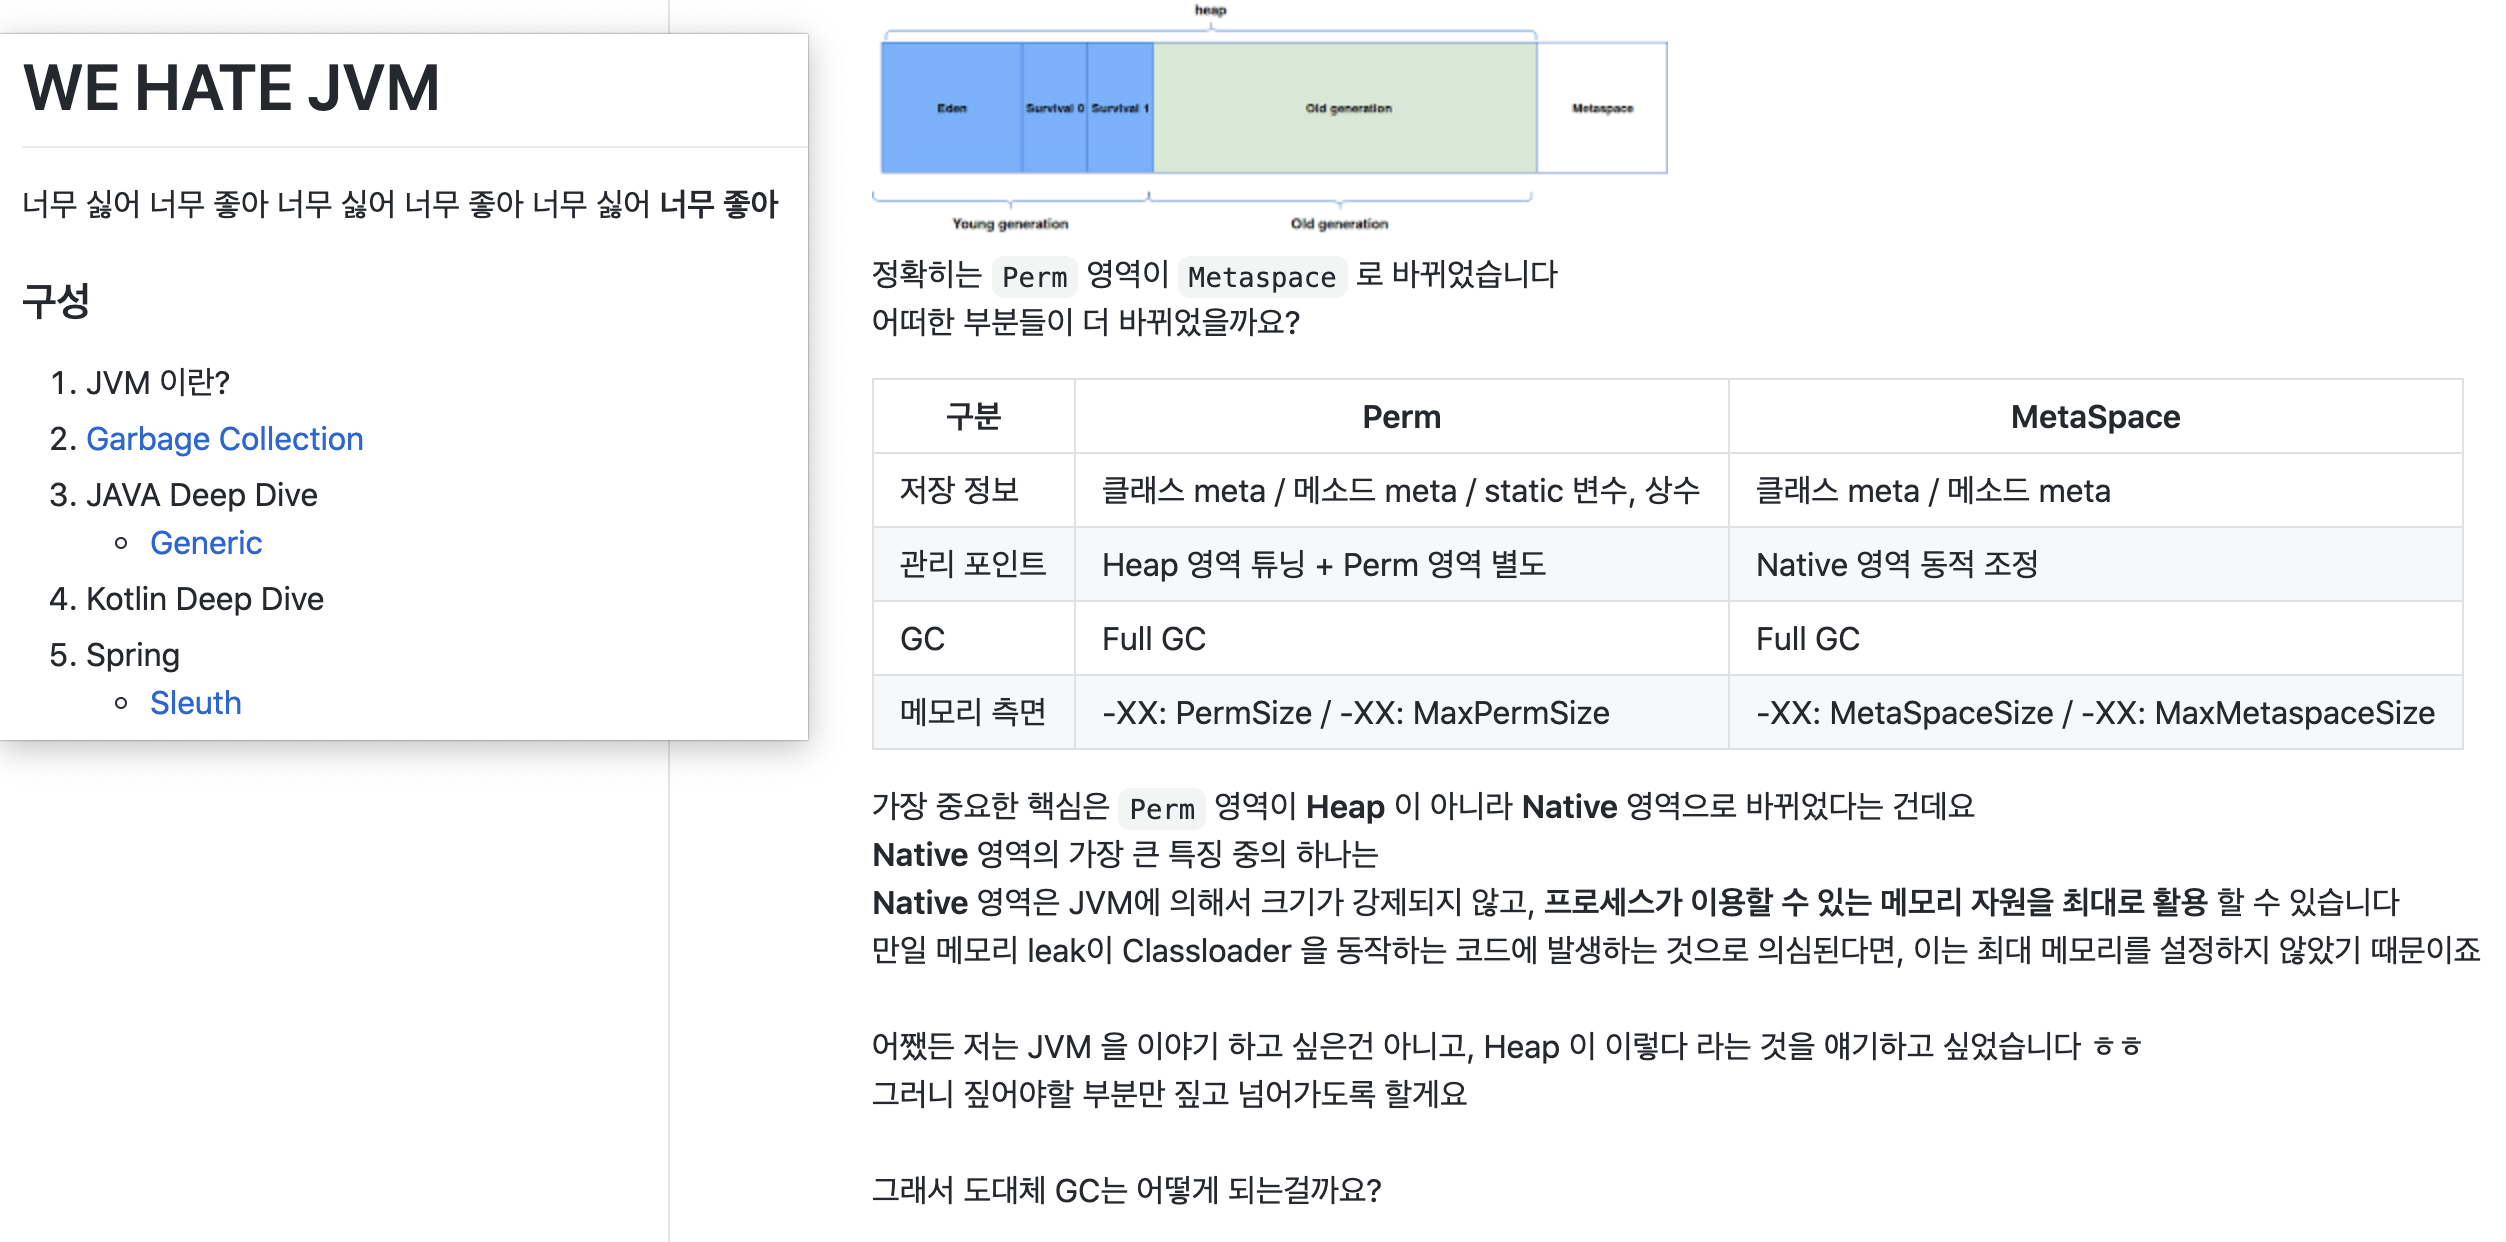 WE HATE JVM
너무 싫어 너무 좋아 너무 싫어 너무 좋아 너무 싫어 너무 좋아
구성
1. JVM 이란?
2. Garbage Collection
3. JAVA Deep Dive
Generic
4. Kotlin Deep Dive
5. Spring
Sleuth
heap
Eden Survival 0 Survival 1 Old generation Metaspace
Young generation Old generation
정확히는 Perm 영역이 Metaspace 로 바뀌었습니다
어떠한 부분들이 더 바뀌었을까요?
구분 Perm MetaSpace
저장 정보 클래스 meta / 메소드 meta / static 변수, 상수 클래스 meta / 메소드 meta
관리 포인트 Heap 영역 튜닝 + Perm 영역 별도 Native 영역 동적 조정
GC Full GC Full GC
메모리 측면 -XX: PermSize / -XX: MaxPermSize -XX: MetaSpaceSize / -XX: MaxMetaspaceSize
가장 중요한 핵심은 Perm 영역이 Heap 이 아니라 Native 영역으로 바뀌었다는 건데요
Native 영역의 가장 큰 특징 중의 하나는
Native 영역은 JVM에 의해서 크기가 강제되지 않고, 프로세스가 이용할 수 있는 메모리 자원을 최대로 활용 할 수 있습니다
만일 메모리 leak이 Classloader 을 동작하는 코드에 발생하는 것으로 의심된다면, 이는 최대 메모리를 설정하지 않았기 때문이죠
어쨌든 저는 JVM 을 이야기 하고 싶은건 아니고, Heap 이 이렇다 라는 것을 얘기하고 싶었습니다 ㅎㅎ
그러니 짚어야할 부분만 짚고 넘어가도록 할게요
그래서 도대체 GC는 어떻게 되는걸까요?